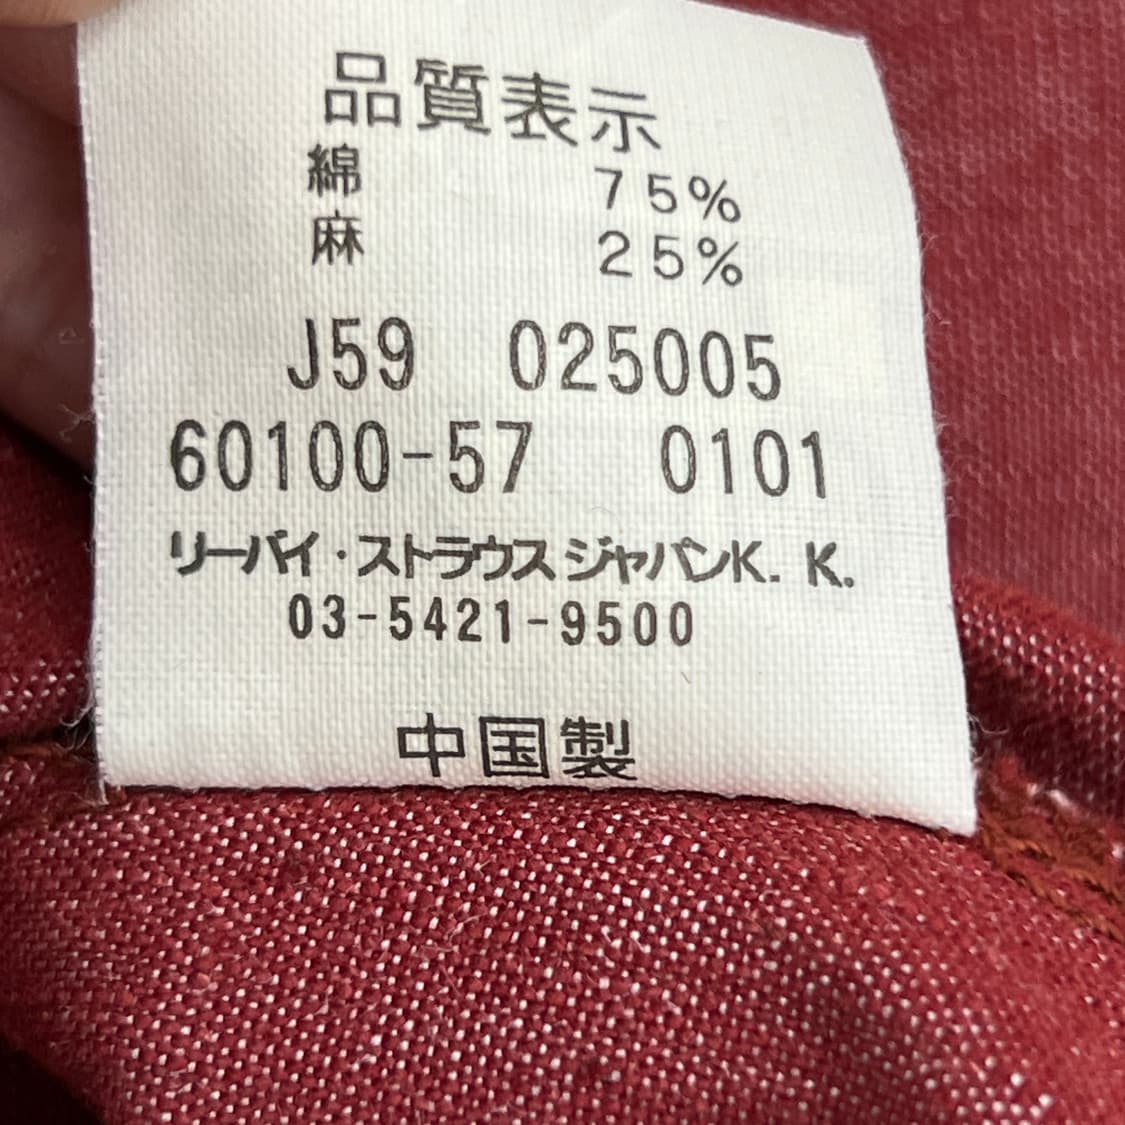 品質表示
綿 75%
麻 25%
J59 025005
60100-57 0101
リーバイ・ストラウス ジャパンK. K.
03-5421-9500
中国製